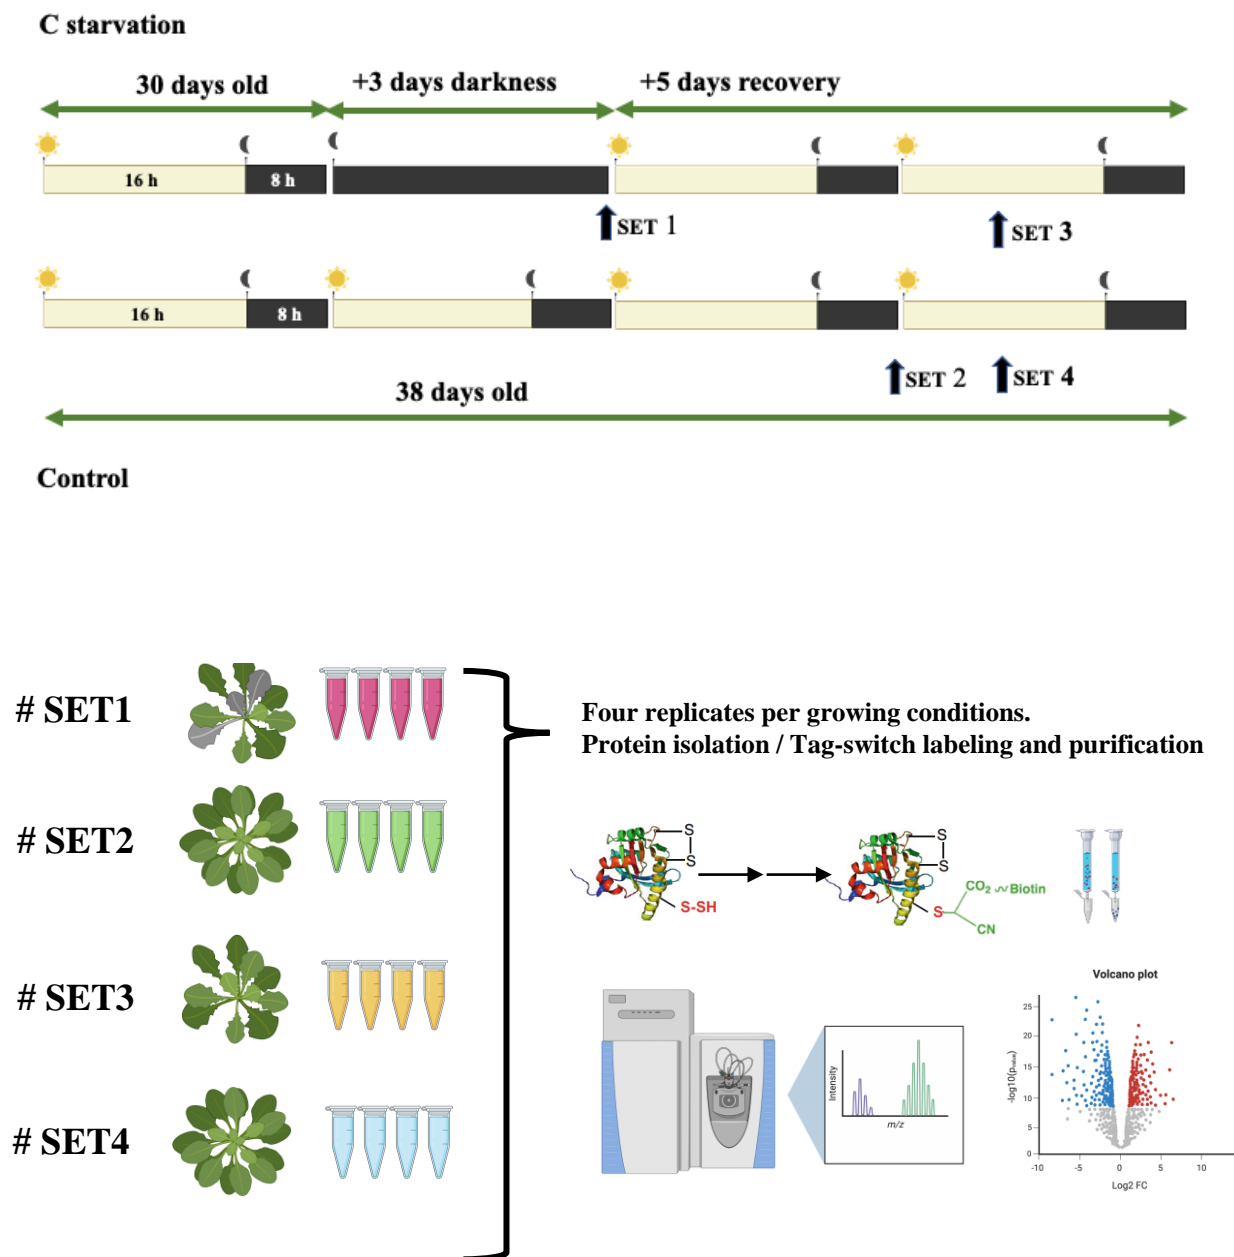 C starvation
30 days old
+3 days darkness
+5 days recovery
16 h
8 h
SET 1
SET 3
16 h
8 h
SET 2
SET 4
38 days old
Control
# SET1
# SET2
# SET3
# SET4
Four replicates per growing conditions.
Protein isolation / Tag-switch labeling and purification
S
S
S-SH
S
S
CO2
Biotin
S
CN
Intensity
m/z
Volcano plot
-log10(pvalue)
25
20
15
10
5
0
-10
-5
0
5
10
Log2 FC